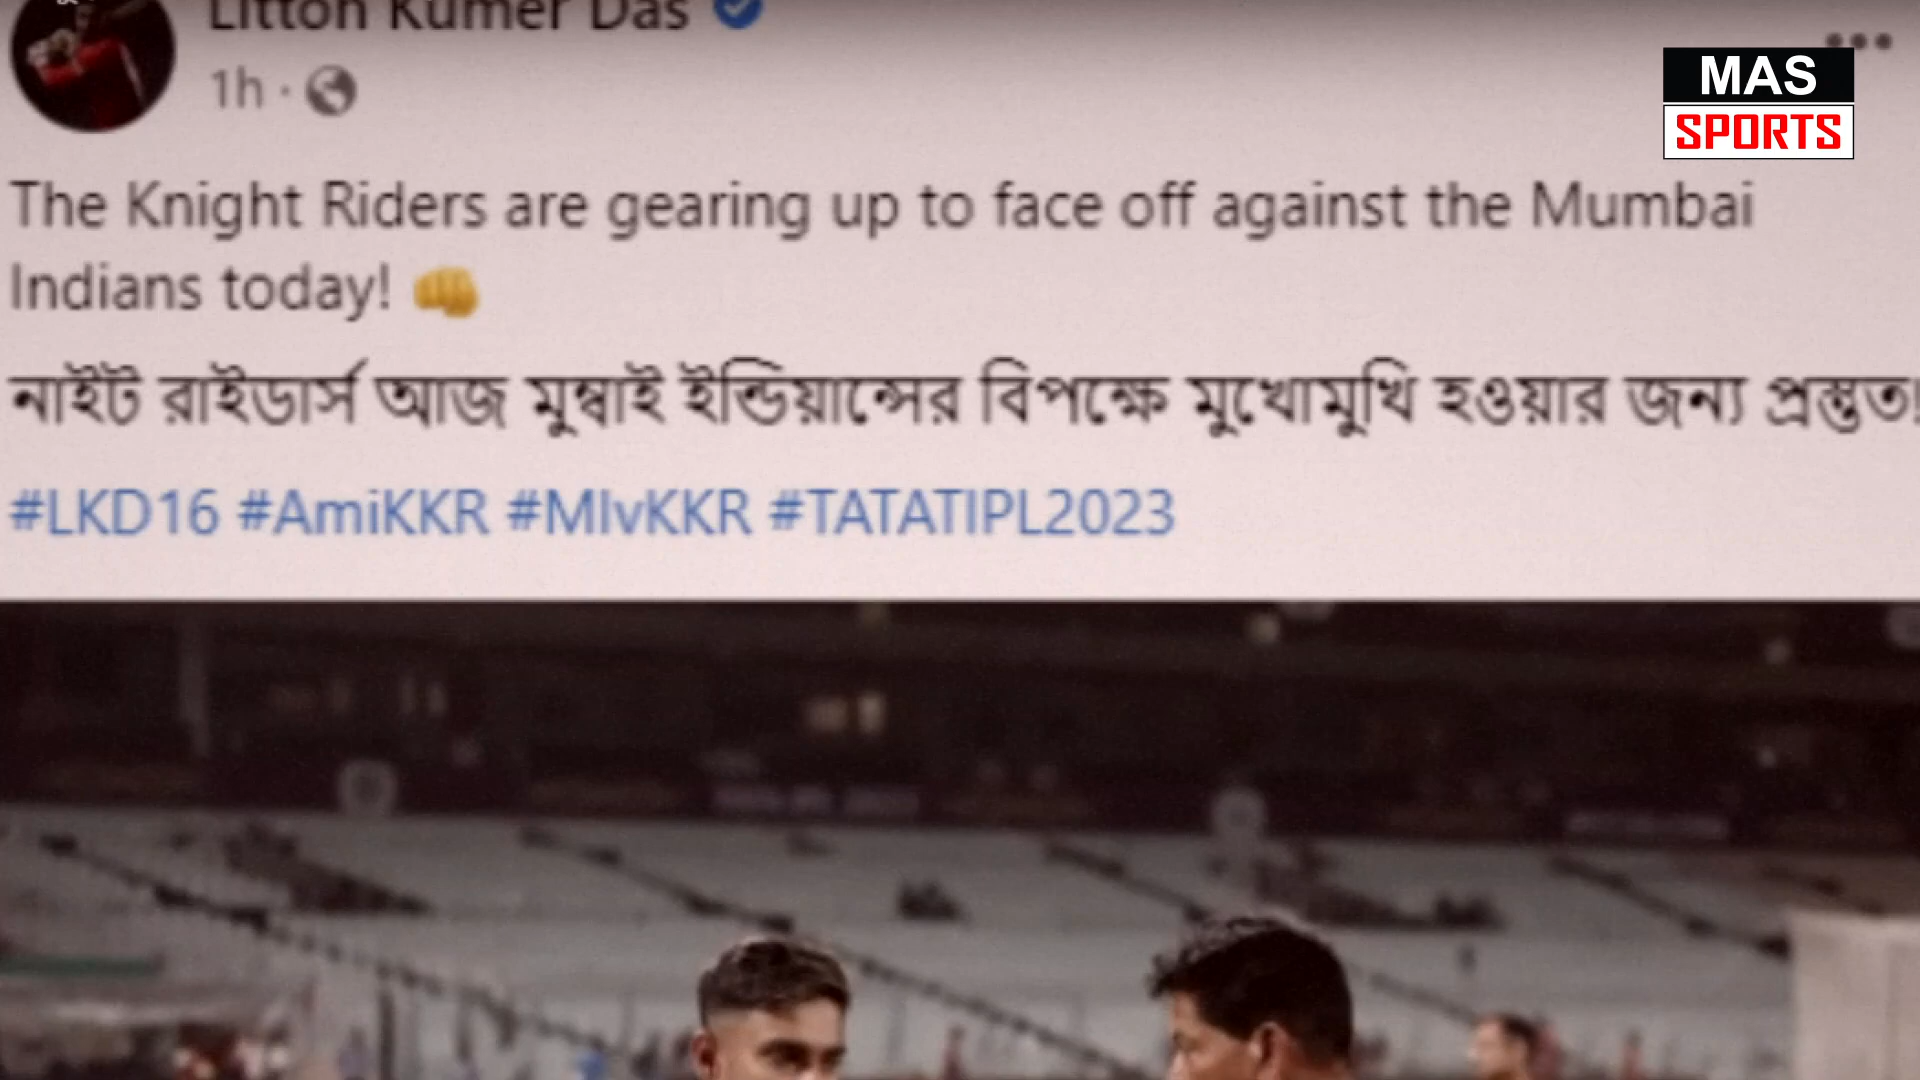 Litton Kumer Das
1h ·
MAS
SPORTS
The Knight Riders are gearing up to face off against the Mumbai
Indians today! 👊
নাইট রাইডার্স আজ মুম্বাই ইন্ডিয়ান্সের বিপক্ষে মুখোমুখি হওয়ার জন্য প্রস্তুত!
#LKD16 #AmiKKR #MIvKKR #TATATIPL2023